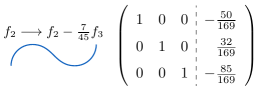 f₂ ⟶ f₂ − 7/45 f₃
1 0 0 | −50/169
0 1 0 | 32/169
0 0 1 | −85/169